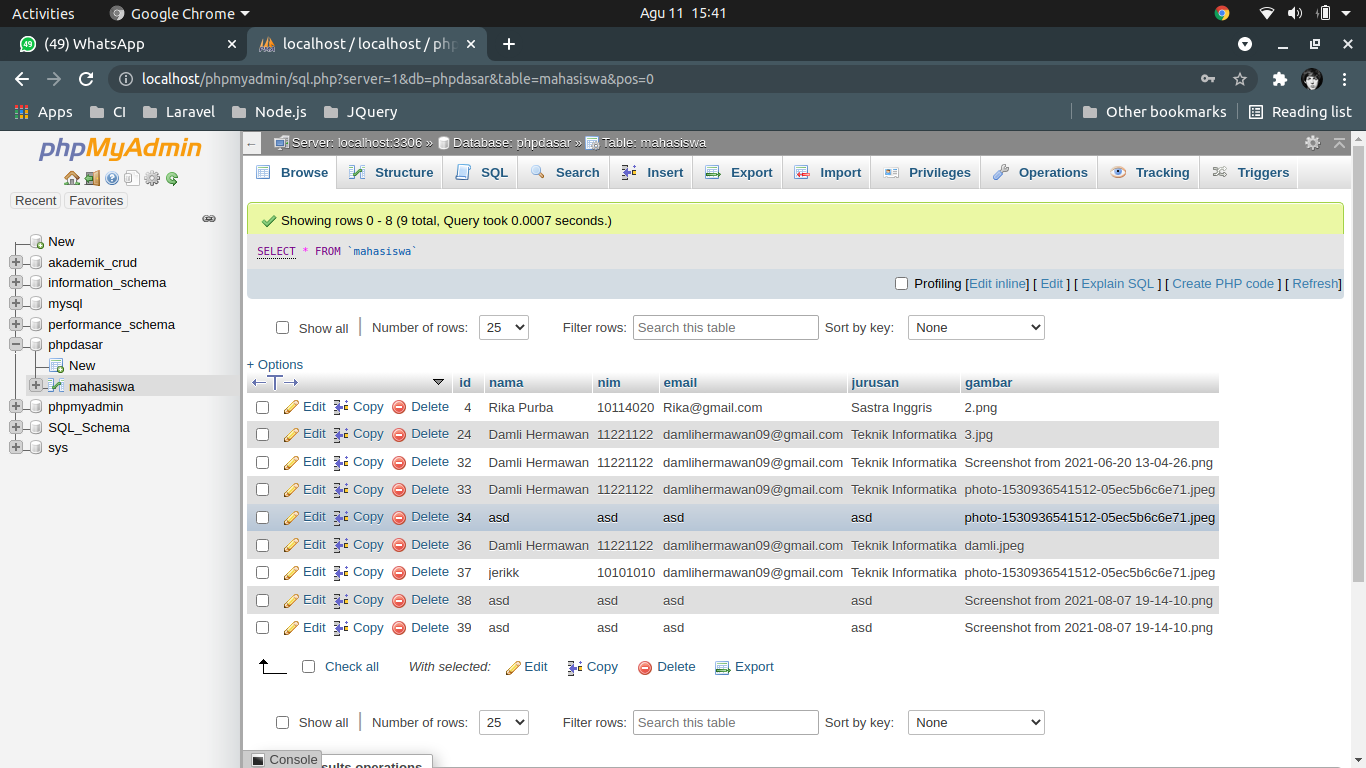 Activities Google Chrome Agu 11 15:41
(49) WhatsApp localhost / localhost / php
localhost/phpmyadmin/sql.php?server=1&db=phpdasar&table=mahasiswa&pos=0
Apps CI Laravel Node.js JQuery Other bookmarks Reading list
phpMyAdmin
Recent Favorites
New
akademik_crud
information_schema
mysql
performance_schema
phpdasar
New
mahasiswa
phpmyadmin
SQL_Schema
sys
Server: localhost:3306 » Database: phpdasar » Table: mahasiswa
Browse Structure SQL Search Insert Export Import Privileges Operations Tracking Triggers
Showing rows 0 - 8 (9 total, Query took 0.0007 seconds.)
SELECT * FROM `mahasiswa`
Profiling [Edit inline] [ Edit ] [ Explain SQL ] [ Create PHP code ] [ Refresh]
Show all Number of rows: 25 Filter rows: Search this table Sort by key: None
+ Options
id nama nim email jurusan gambar
Edit Copy Delete 4 Rika Purba 10114020 Rika@gmail.com Sastra Inggris 2.png
Edit Copy Delete 24 Damli Hermawan 11221122 damlihermawan09@gmail.com Teknik Informatika 3.jpg
Edit Copy Delete 32 Damli Hermawan 11221122 damlihermawan09@gmail.com Teknik Informatika Screenshot from 2021-06-20 13-04-26.png
Edit Copy Delete 33 Damli Hermawan 11221122 damlihermawan09@gmail.com Teknik Informatika photo-1530936541512-05ec5b6c6e71.jpeg
Edit Copy Delete 34 asd asd asd asd photo-1530936541512-05ec5b6c6e71.jpeg
Edit Copy Delete 36 Damli Hermawan 11221122 damlihermawan09@gmail.com Teknik Informatika damli.jpeg
Edit Copy Delete 37 jerikk 10101010 damlihermawan09@gmail.com Teknik Informatika photo-1530936541512-05ec5b6c6e71.jpeg
Edit Copy Delete 38 asd asd asd asd Screenshot from 2021-08-07 19-14-10.png
Edit Copy Delete 39 asd asd asd asd Screenshot from 2021-08-07 19-14-10.png
Check all With selected: Edit Copy Delete Export
Show all Number of rows: 25 Filter rows: Search this table Sort by key: None
Console